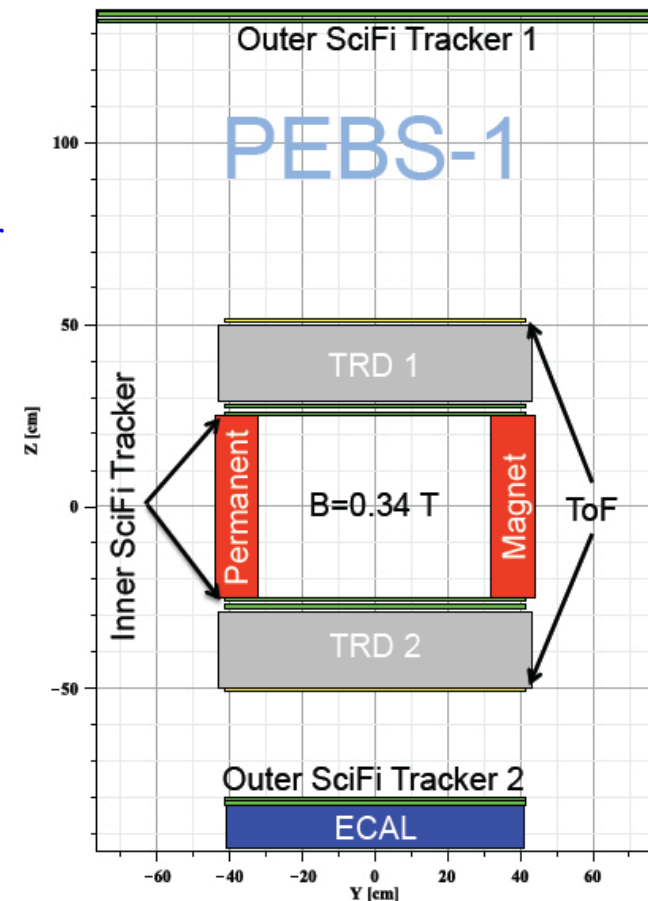 Outer SciFi Tracker 1
PEBS-1
100
50
TRD 1
Z [cm]
Inner SciFi Tracker
Permanent
B=0.34 T
Magnet
ToF
0
TRD 2
-50
Outer SciFi Tracker 2
ECAL
-60 -40 -20 0 20 40 60
Y [cm]